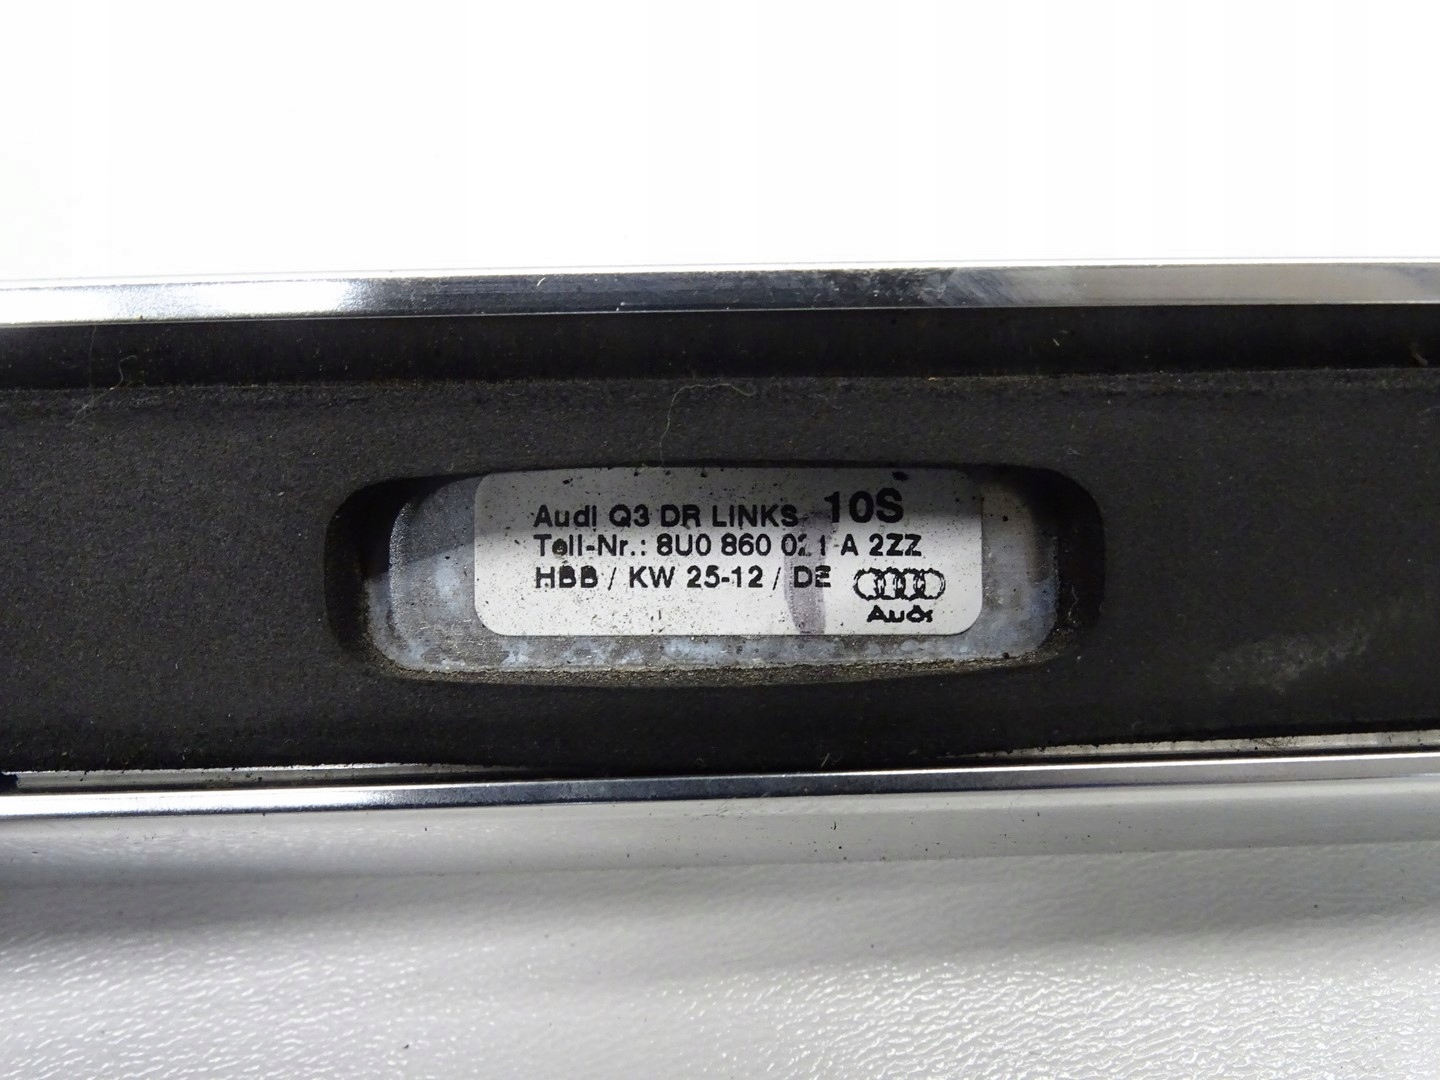 Audi Q3 DR LINKS 10S
Teil-Nr.: 8U0 860 021 A 2ZZ
HBB / KW 25-12 / DE
Audi